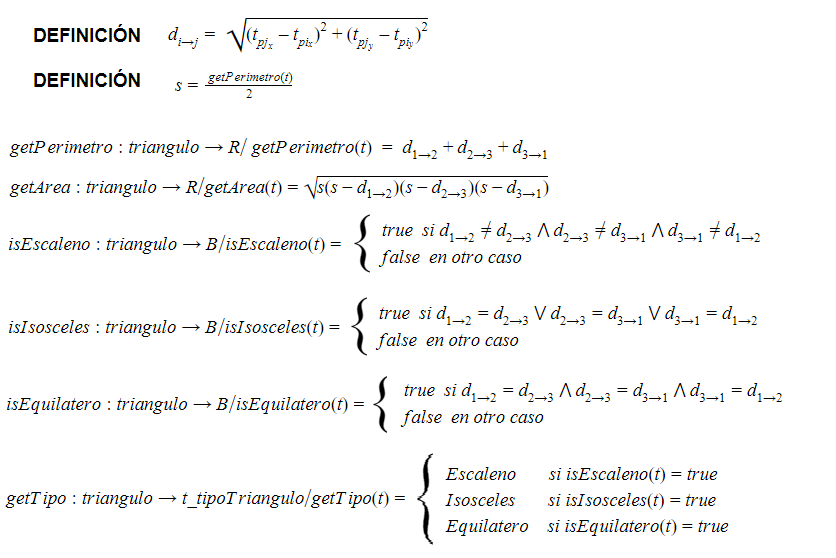 DEFINICIÓN d_{i→j} = √((t_{pj_x} − t_{pi_x})² + (t_{pj_y} − t_{pi_y})²)
DEFINICIÓN s = getPerimetro(t)/2
getPerimetro : triangulo → R/ getPerimetro(t) = d_{1→2} + d_{2→3} + d_{3→1}
getArea : triangulo → R/getArea(t) = √(s(s − d_{1→2})(s − d_{2→3})(s − d_{3→1}))
isEscaleno : triangulo → B/isEscaleno(t) = { true si d_{1→2} ≠ d_{2→3} Λ d_{2→3} ≠ d_{3→1} Λ d_{3→1} ≠ d_{1→2}
false en otro caso
isIsosceles : triangulo → B/isIsosceles(t) = { true si d_{1→2} = d_{2→3} V d_{2→3} = d_{3→1} V d_{3→1} = d_{1→2}
false en otro caso
isEquilatero : triangulo → B/isEquilatero(t) = { true si d_{1→2} = d_{2→3} Λ d_{2→3} = d_{3→1} Λ d_{3→1} = d_{1→2}
false en otro caso
getTipo : triangulo → t_tipoTriangulo/getTipo(t) = { Escaleno si isEscaleno(t) = true
Isosceles si isIsosceles(t) = true
Equilatero si isEquilatero(t) = true